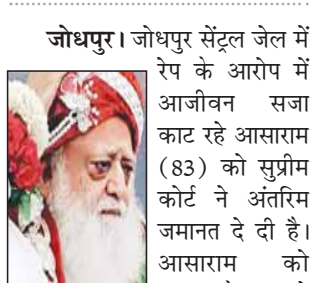 जोधपुर। जोधपुर सेंट्रल जेल में
रेप के आरोप में
आजीवन सजा
काट रहे आसाराम
(83) को सुप्रीम
कोर्ट ने अंतरिम
जमानत दे दी है।
आसाराम को